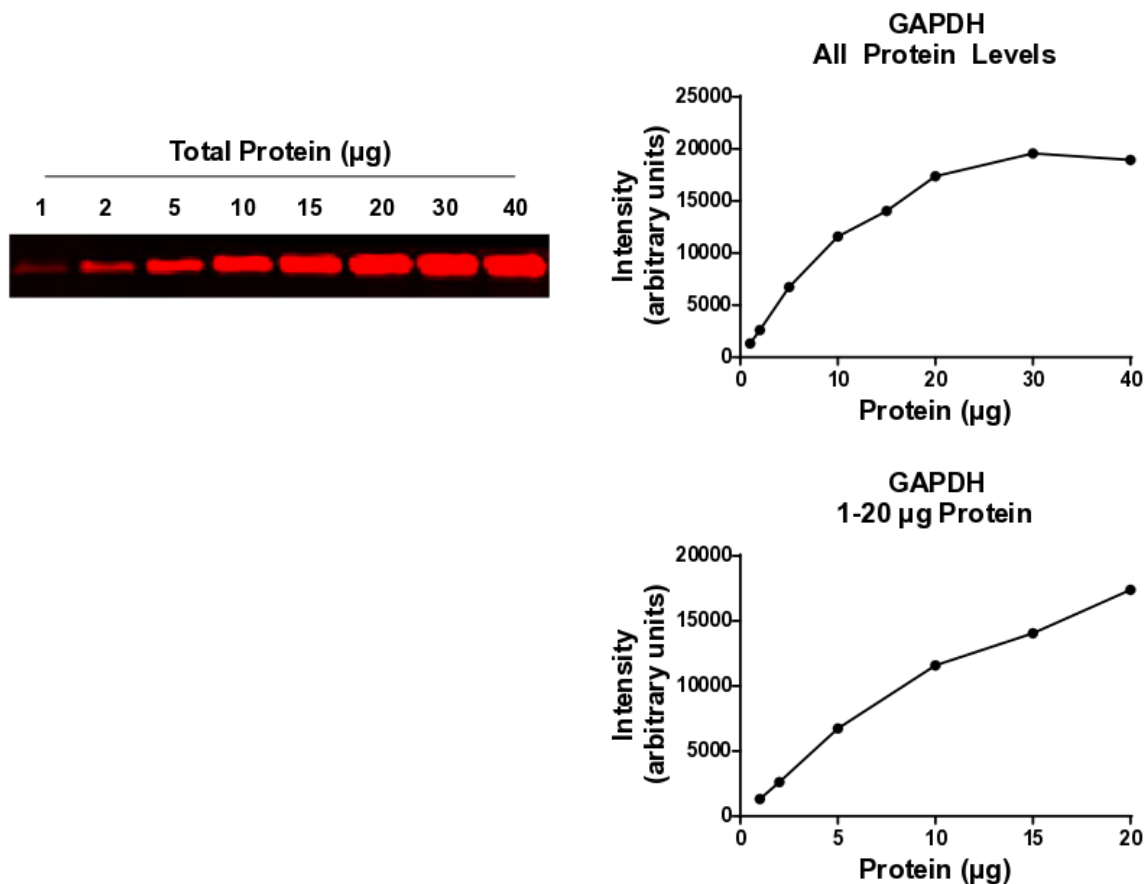 Total Protein (µg)
1 2 5 10 15 20 30 40
GAPDH
All Protein Levels
Intensity
(arbitrary units)
25000
20000
15000
10000
5000
0
0 10 20 30 40
Protein (µg)
GAPDH
1-20 µg Protein
Intensity
(arbitrary units)
20000
15000
10000
5000
0
0 5 10 15 20
Protein (µg)